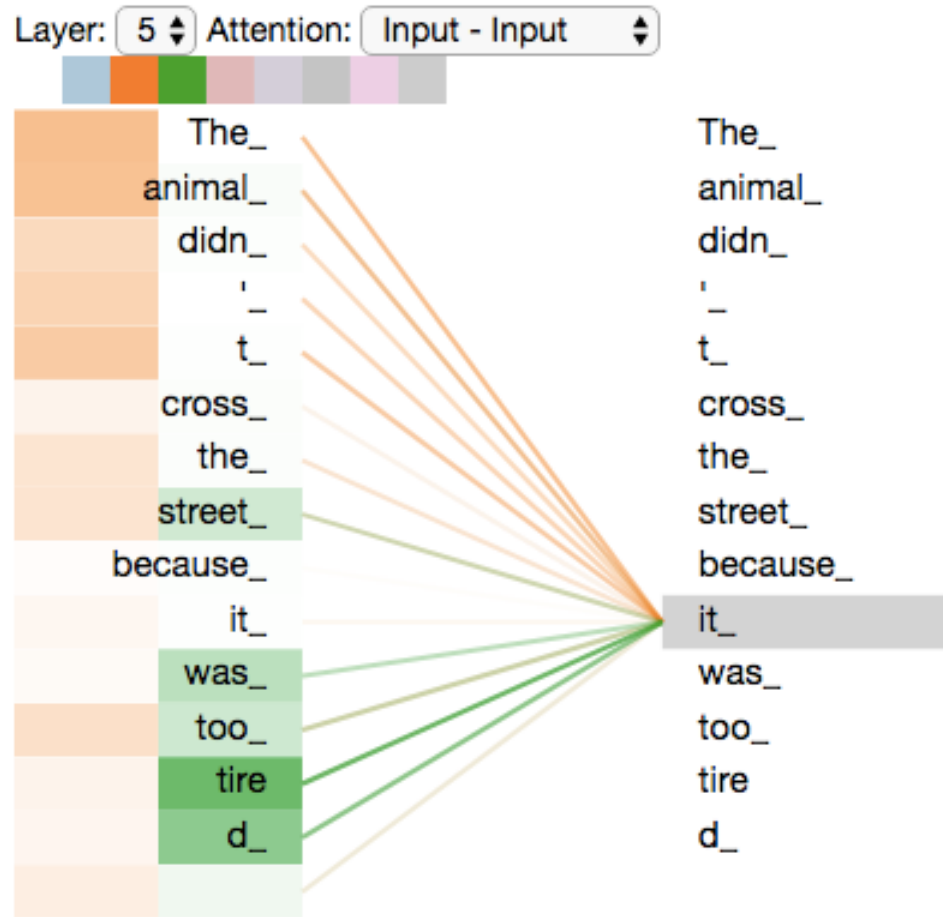 Layer: 5 Attention: Input - Input
The_ The_
animal_ animal_
didn_ didn_
'_ '_
t_ t_
cross_ cross_
the_ the_
street_ street_
because_ because_
it_ it_
was_ was_
too_ too_
tire tire
d_ d_